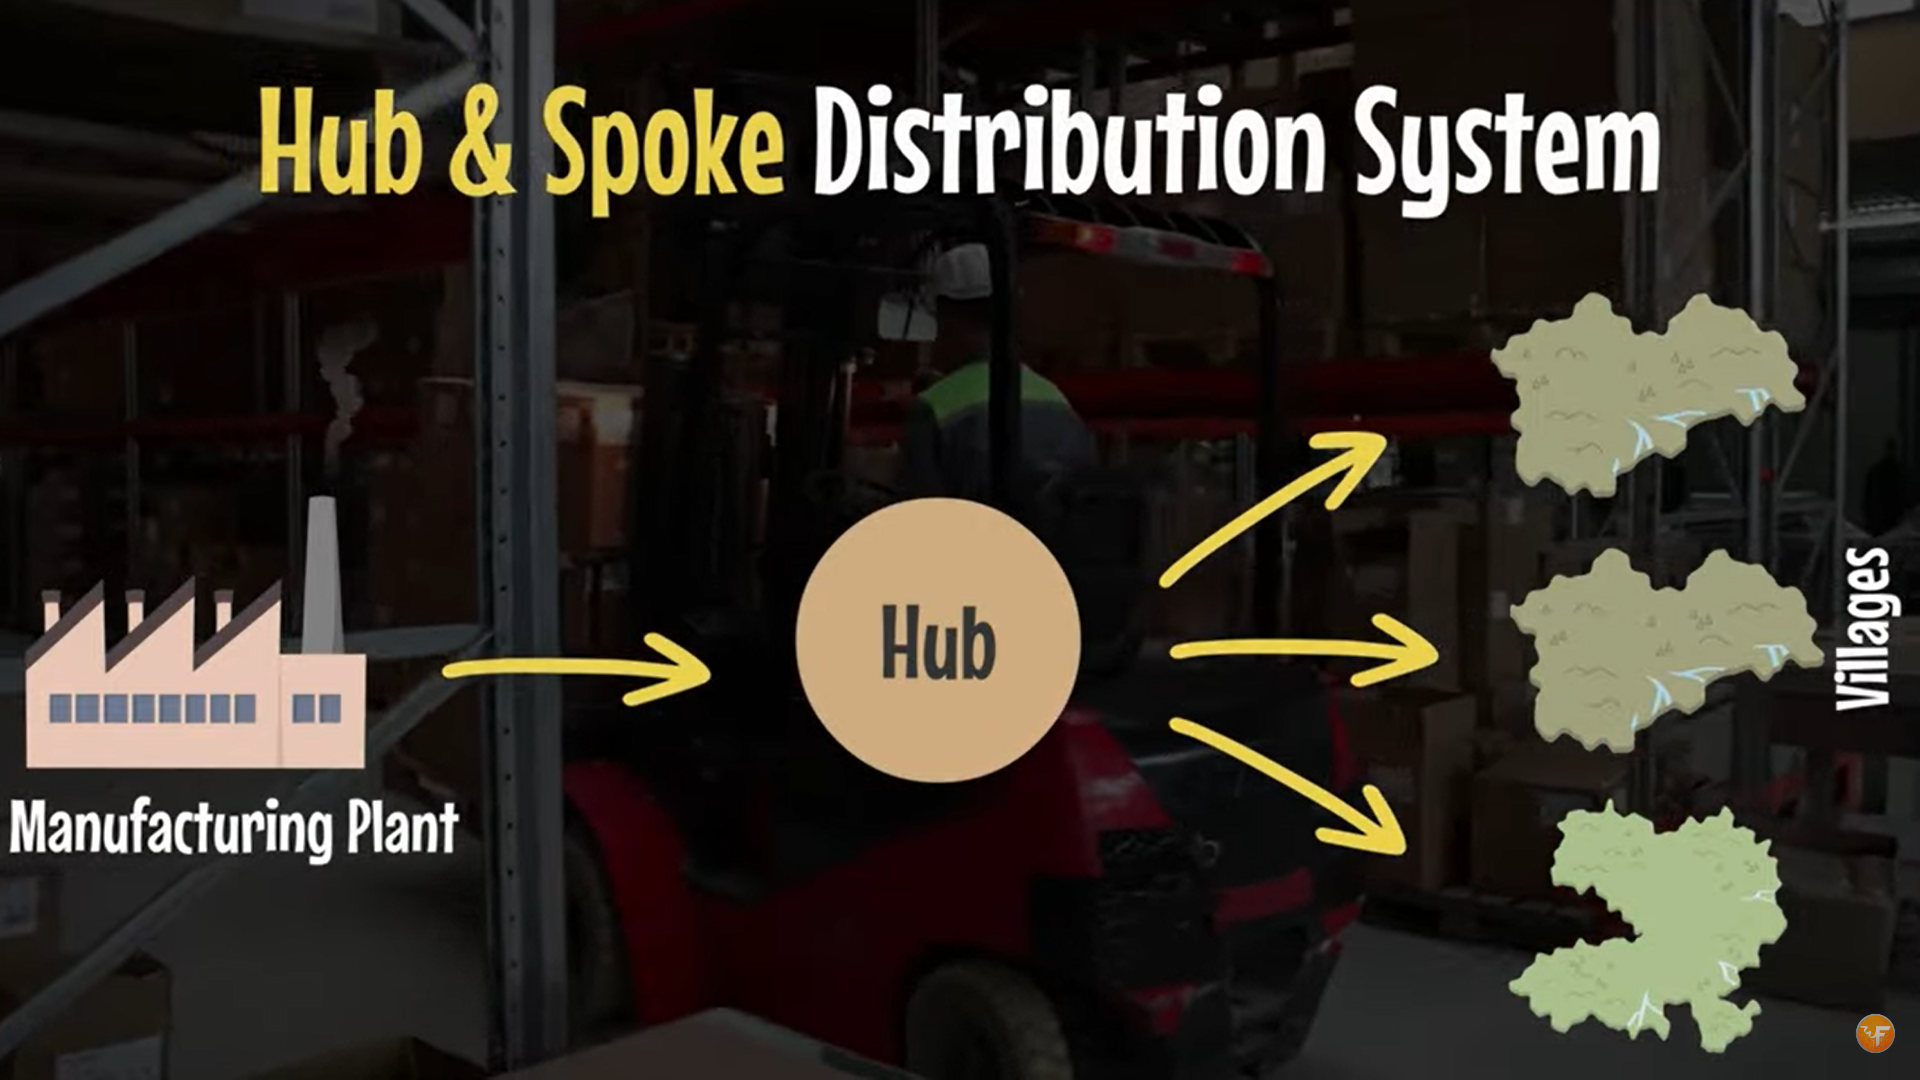 Hub & Spoke Distribution System
Hub
Villages
Manufacturing Plant